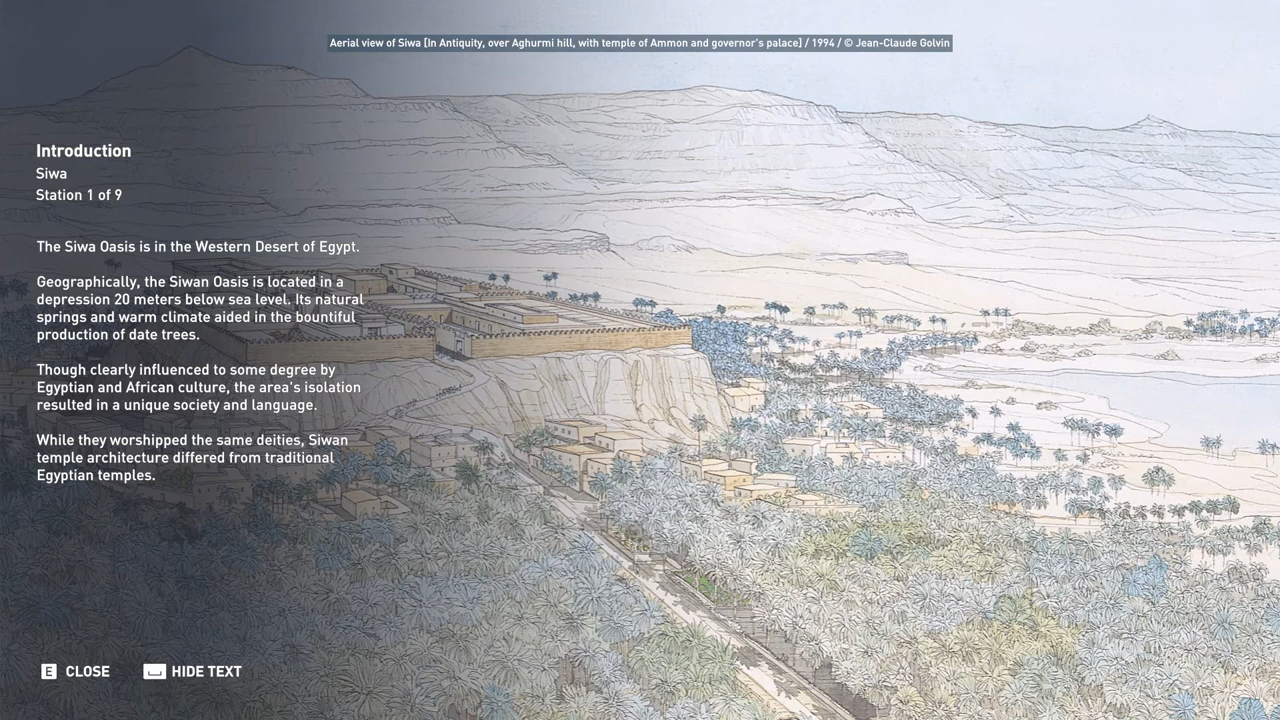 Aerial view of Siwa [In Antiquity, over Aghurmi hill, with temple of Ammon and governor's palace] / 1994 / © Jean-Claude Golvin
Introduction
Siwa
Station 1 of 9
The Siwa Oasis is in the Western Desert of Egypt.
Geographically, the Siwan Oasis is located in a
depression 20 meters below sea level. Its natural
springs and warm climate aided in the bountiful
production of date trees.
Though clearly influenced to some degree by
Egyptian and African culture, the area's isolation
resulted in a unique society and language.
While they worshipped the same deities, Siwan
temple architecture differed from traditional
Egyptian temples.
E CLOSE
HIDE TEXT